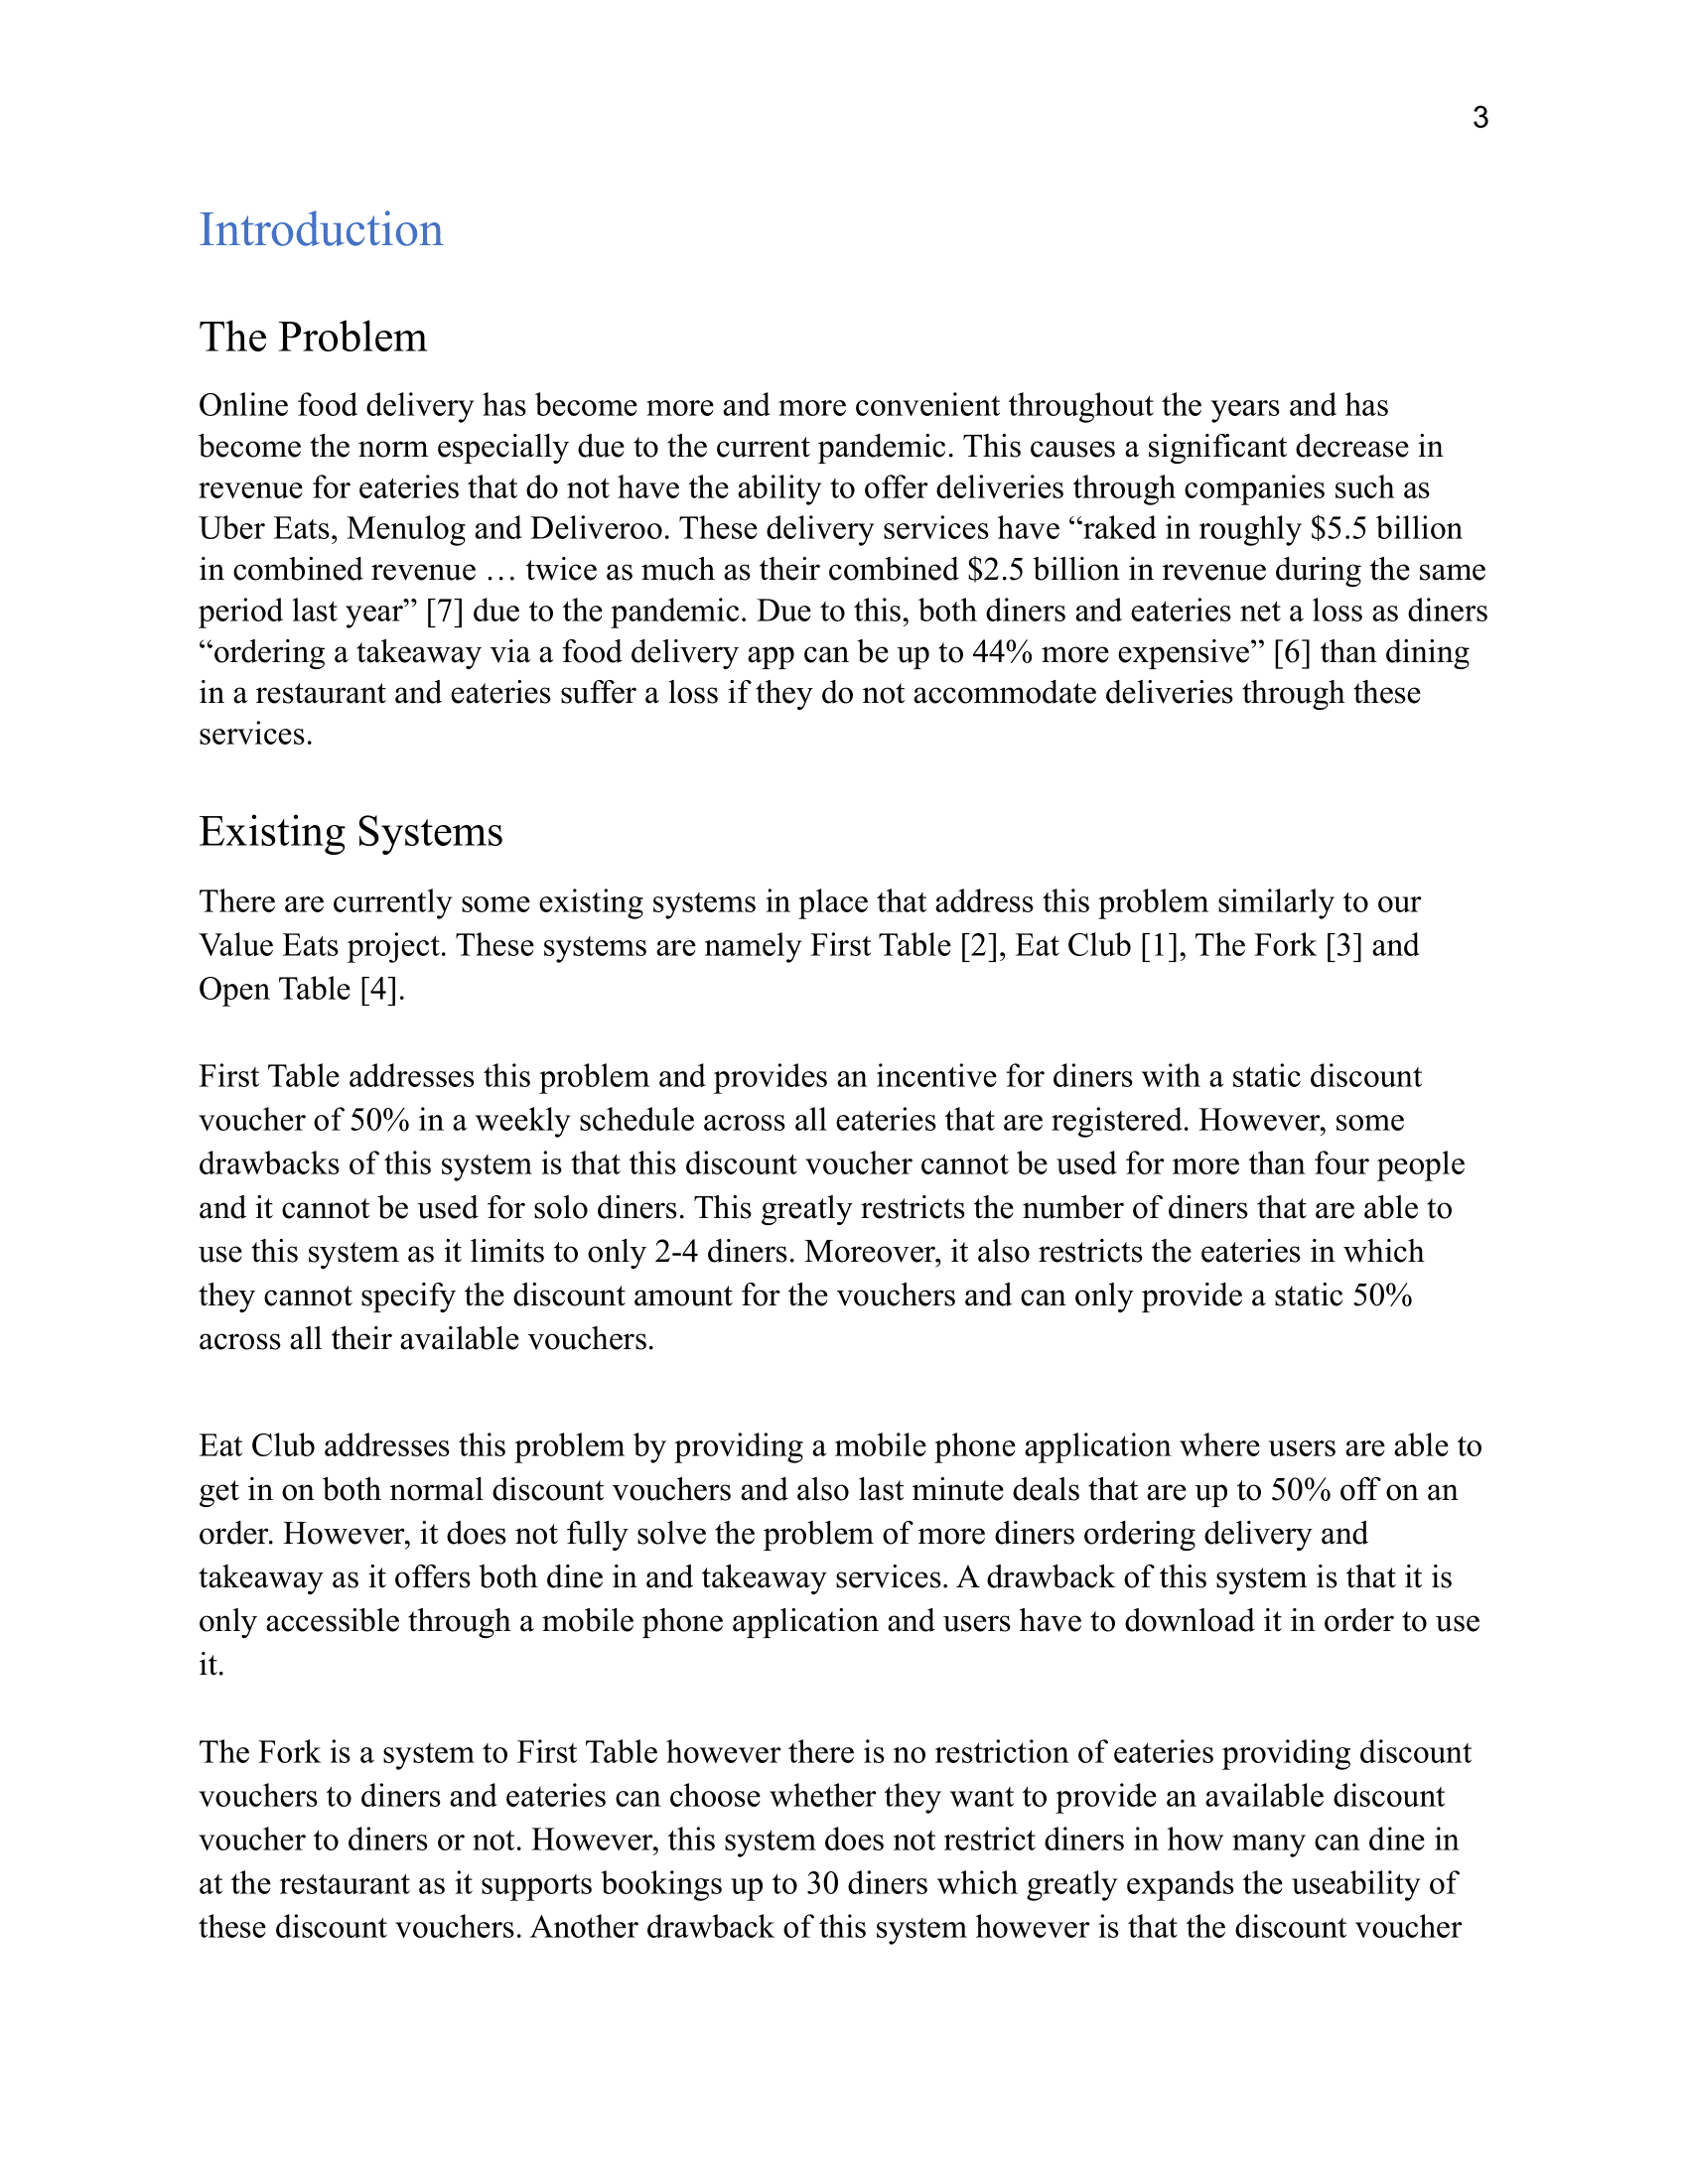 3
Introduction
The Problem
Online food delivery has become more and more convenient throughout the years and has
become the norm especially due to the current pandemic. This causes a significant decrease in
revenue for eateries that do not have the ability to offer deliveries through companies such as
Uber Eats, Menulog and Deliveroo. These delivery services have “raked in roughly $5.5 billion
in combined revenue … twice as much as their combined $2.5 billion in revenue during the same
period last year” [7] due to the pandemic. Due to this, both diners and eateries net a loss as diners
“ordering a takeaway via a food delivery app can be up to 44% more expensive” [6] than dining
in a restaurant and eateries suffer a loss if they do not accommodate deliveries through these
services.
Existing Systems
There are currently some existing systems in place that address this problem similarly to our
Value Eats project. These systems are namely First Table [2], Eat Club [1], The Fork [3] and
Open Table [4].
First Table addresses this problem and provides an incentive for diners with a static discount
voucher of 50% in a weekly schedule across all eateries that are registered. However, some
drawbacks of this system is that this discount voucher cannot be used for more than four people
and it cannot be used for solo diners. This greatly restricts the number of diners that are able to
use this system as it limits to only 2-4 diners. Moreover, it also restricts the eateries in which
they cannot specify the discount amount for the vouchers and can only provide a static 50%
across all their available vouchers.
Eat Club addresses this problem by providing a mobile phone application where users are able to
get in on both normal discount vouchers and also last minute deals that are up to 50% off on an
order. However, it does not fully solve the problem of more diners ordering delivery and
takeaway as it offers both dine in and takeaway services. A drawback of this system is that it is
only accessible through a mobile phone application and users have to download it in order to use
it.
The Fork is a system to First Table however there is no restriction of eateries providing discount
vouchers to diners and eateries can choose whether they want to provide an available discount
voucher to diners or not. However, this system does not restrict diners in how many can dine in
at the restaurant as it supports bookings up to 30 diners which greatly expands the useability of
these discount vouchers. Another drawback of this system however is that the discount voucher